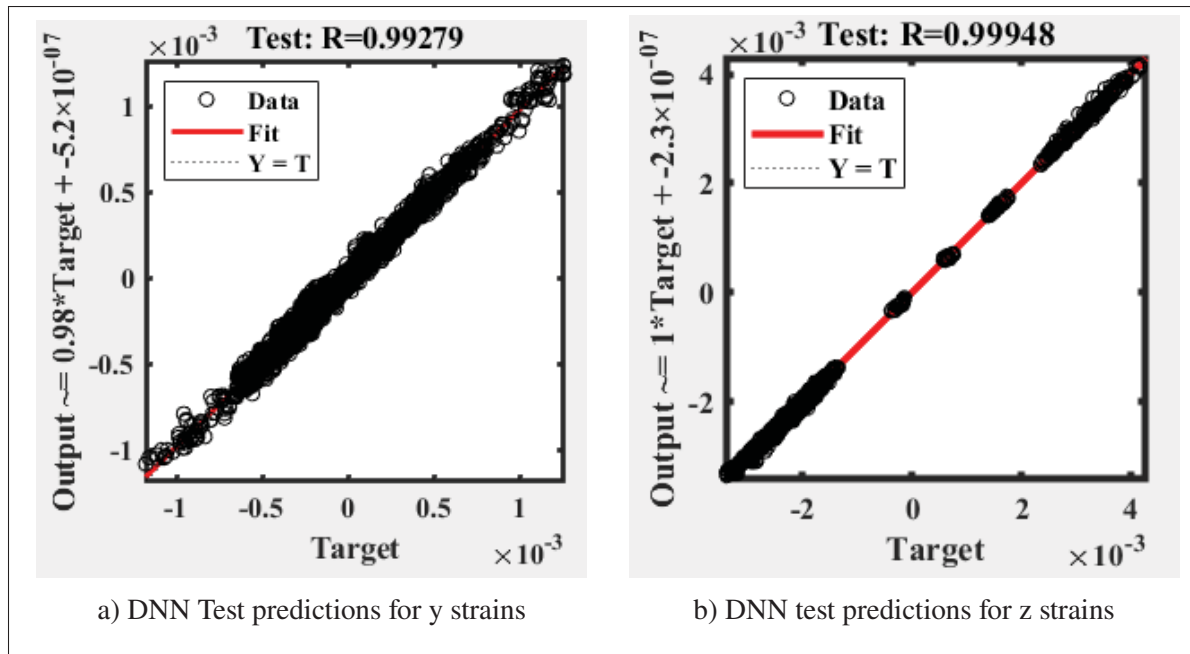 ×10⁻³ Test: R=0.99279
Output ~= 0.98*Target + -5.2×10⁻⁰⁷
1
0.5
0
-0.5
-1
Data
Fit
Y = T
-1 -0.5 0 0.5 1
Target ×10⁻³
a) DNN Test predictions for y strains
×10⁻³ Test: R=0.99948
Output ~= 1*Target + -2.3×10⁻⁰⁷
4
2
0
-2
Data
Fit
Y = T
-2 0 2 4
Target ×10⁻³
b) DNN test predictions for z strains